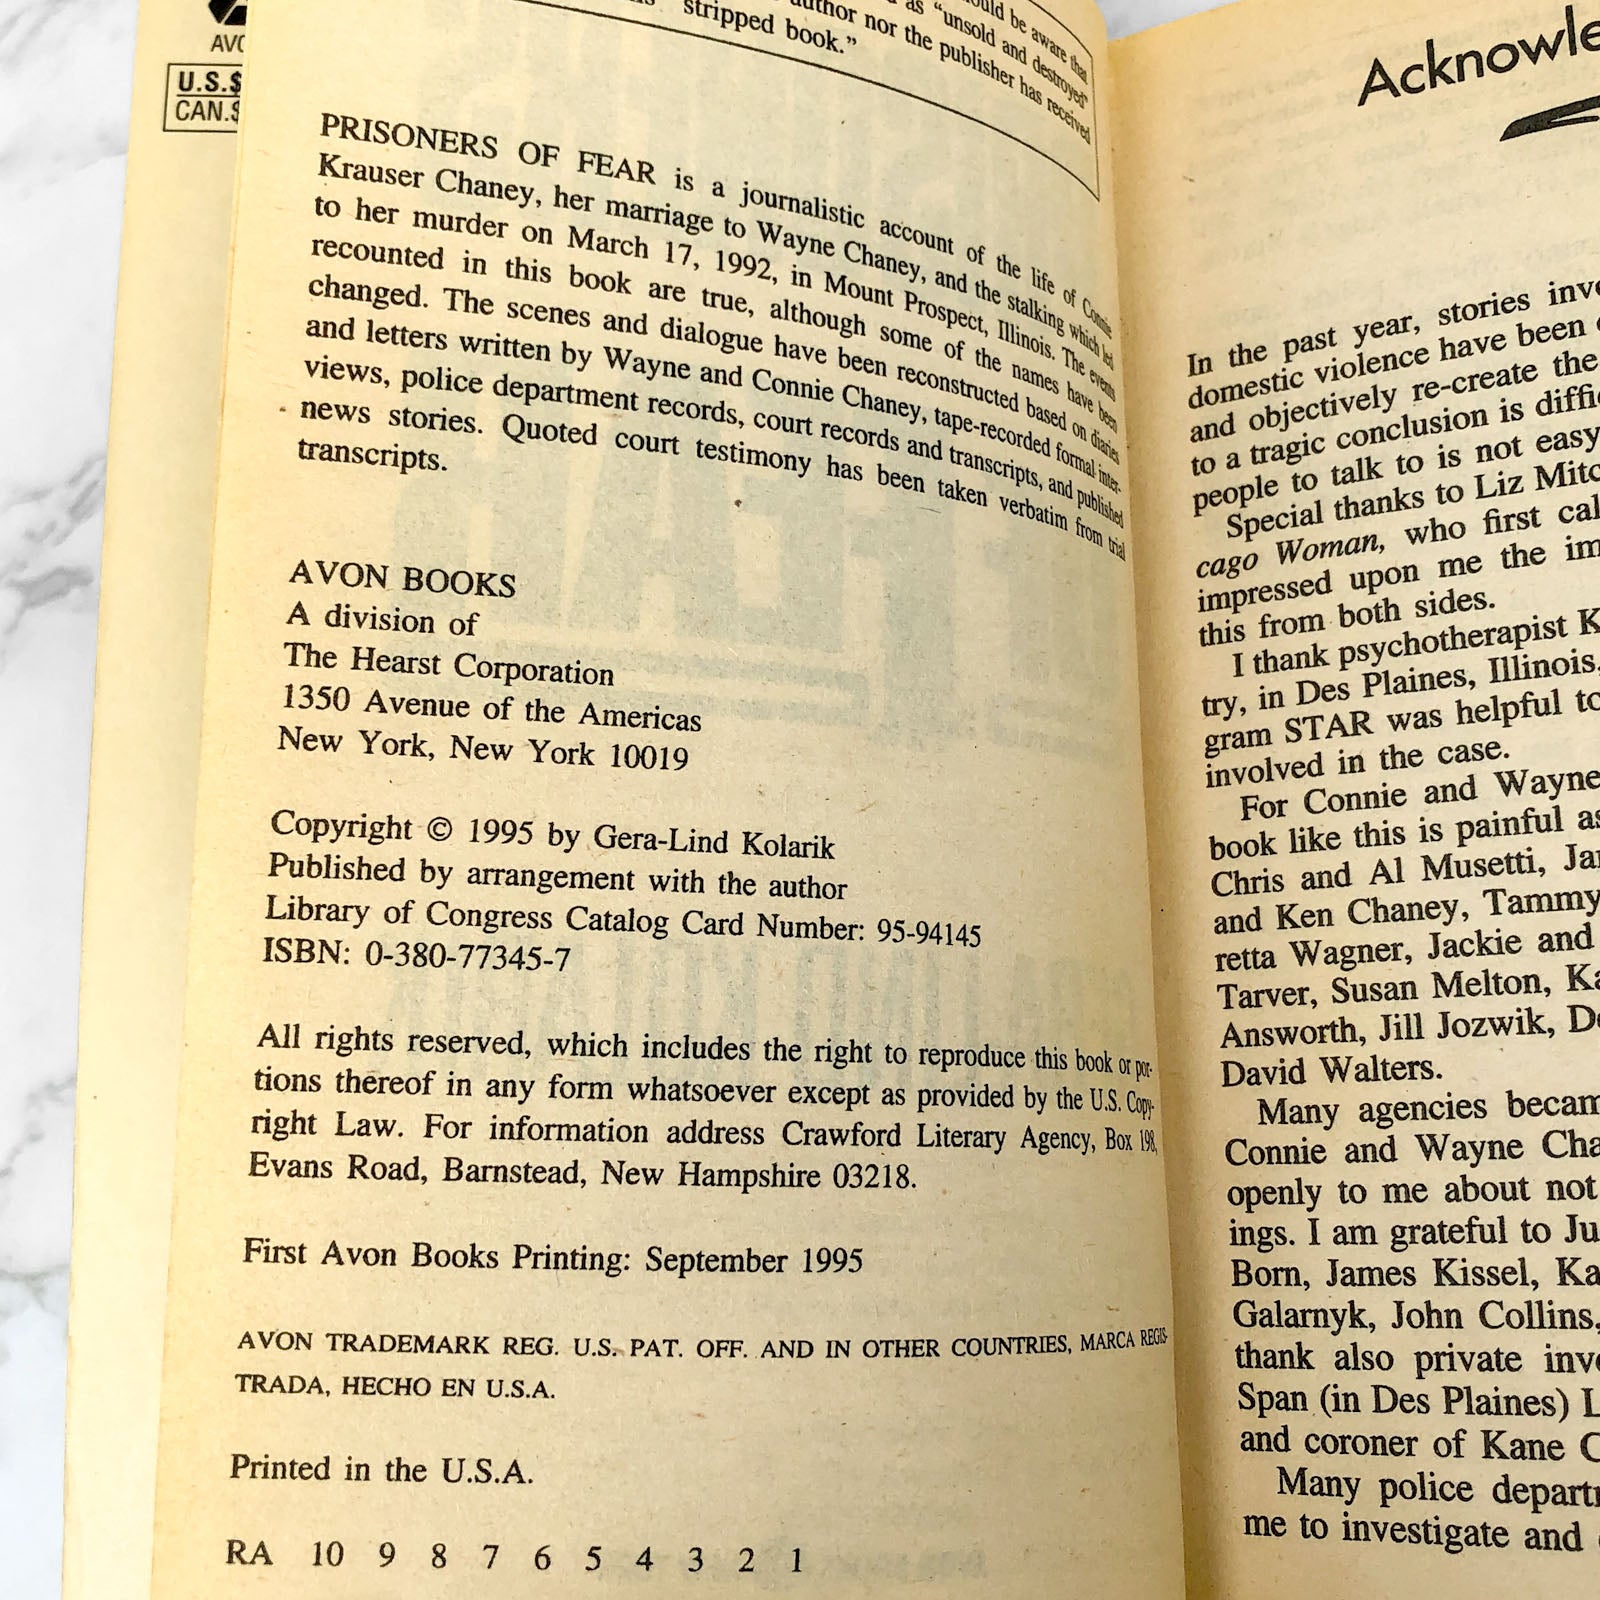 AVO
U.S.$
CAN.$
should be aware that
as "unsold and destroyed"
author nor the publisher has received
"stripped book."
PRISONERS OF FEAR is a journalistic account of the life of Connie
Krauser Chaney, her marriage to Wayne Chaney, and the stalking which led
to her murder on March 17, 1992, in Mount Prospect, Illinois. The events
recounted in this book are true, although some of the names have been
changed. The scenes and dialogue have been reconstructed based on diaries
and letters written by Wayne and Connie Chaney, tape-recorded formal inter-
views, police department records, court records and transcripts, and published
news stories. Quoted court testimony has been taken verbatim from trial
transcripts.
AVON BOOKS
A division of
The Hearst Corporation
1350 Avenue of the Americas
New York, New York 10019
Copyright © 1995 by Gera-Lind Kolarik
Published by arrangement with the author
Library of Congress Catalog Card Number: 95-94145
ISBN: 0-380-77345-7
All rights reserved, which includes the right to reproduce this book or por-
tions thereof in any form whatsoever except as provided by the U.S. Copy-
right Law. For information address Crawford Literary Agency, Box 198,
Evans Road, Barnstead, New Hampshire 03218.
First Avon Books Printing: September 1995
AVON TRADEMARK REG. U.S. PAT. OFF. AND IN OTHER COUNTRIES, MARCA REGIS-
TRADA, HECHO EN U.S.A.
Printed in the U.S.A.
RA 10 9 8 7 6 5 4 3 2 1
Acknowle
In the past year, stories inv
domestic violence have been
and objectively re-create the
to a tragic conclusion is diffi
people to talk to is not easy
Special thanks to Liz Mitc
cago Woman, who first cal
impressed upon me the im
this from both sides.
I thank psychotherapist K
try, in Des Plaines, Illinois,
gram STAR was helpful to
involved in the case.
For Connie and Wayne
book like this is painful as
Chris and Al Musetti, Jan
and Ken Chaney, Tammy
retta Wagner, Jackie and
Tarver, Susan Melton, Ka
Answorth, Jill Jozwik, De
David Walters.
Many agencies becam
Connie and Wayne Cha
openly to me about not
ings. I am grateful to Ju
Born, James Kissel, Ka
Galarnyk, John Collins,
thank also private inve
Span (in Des Plaines) L
and coroner of Kane C
Many police departm
me to investigate and